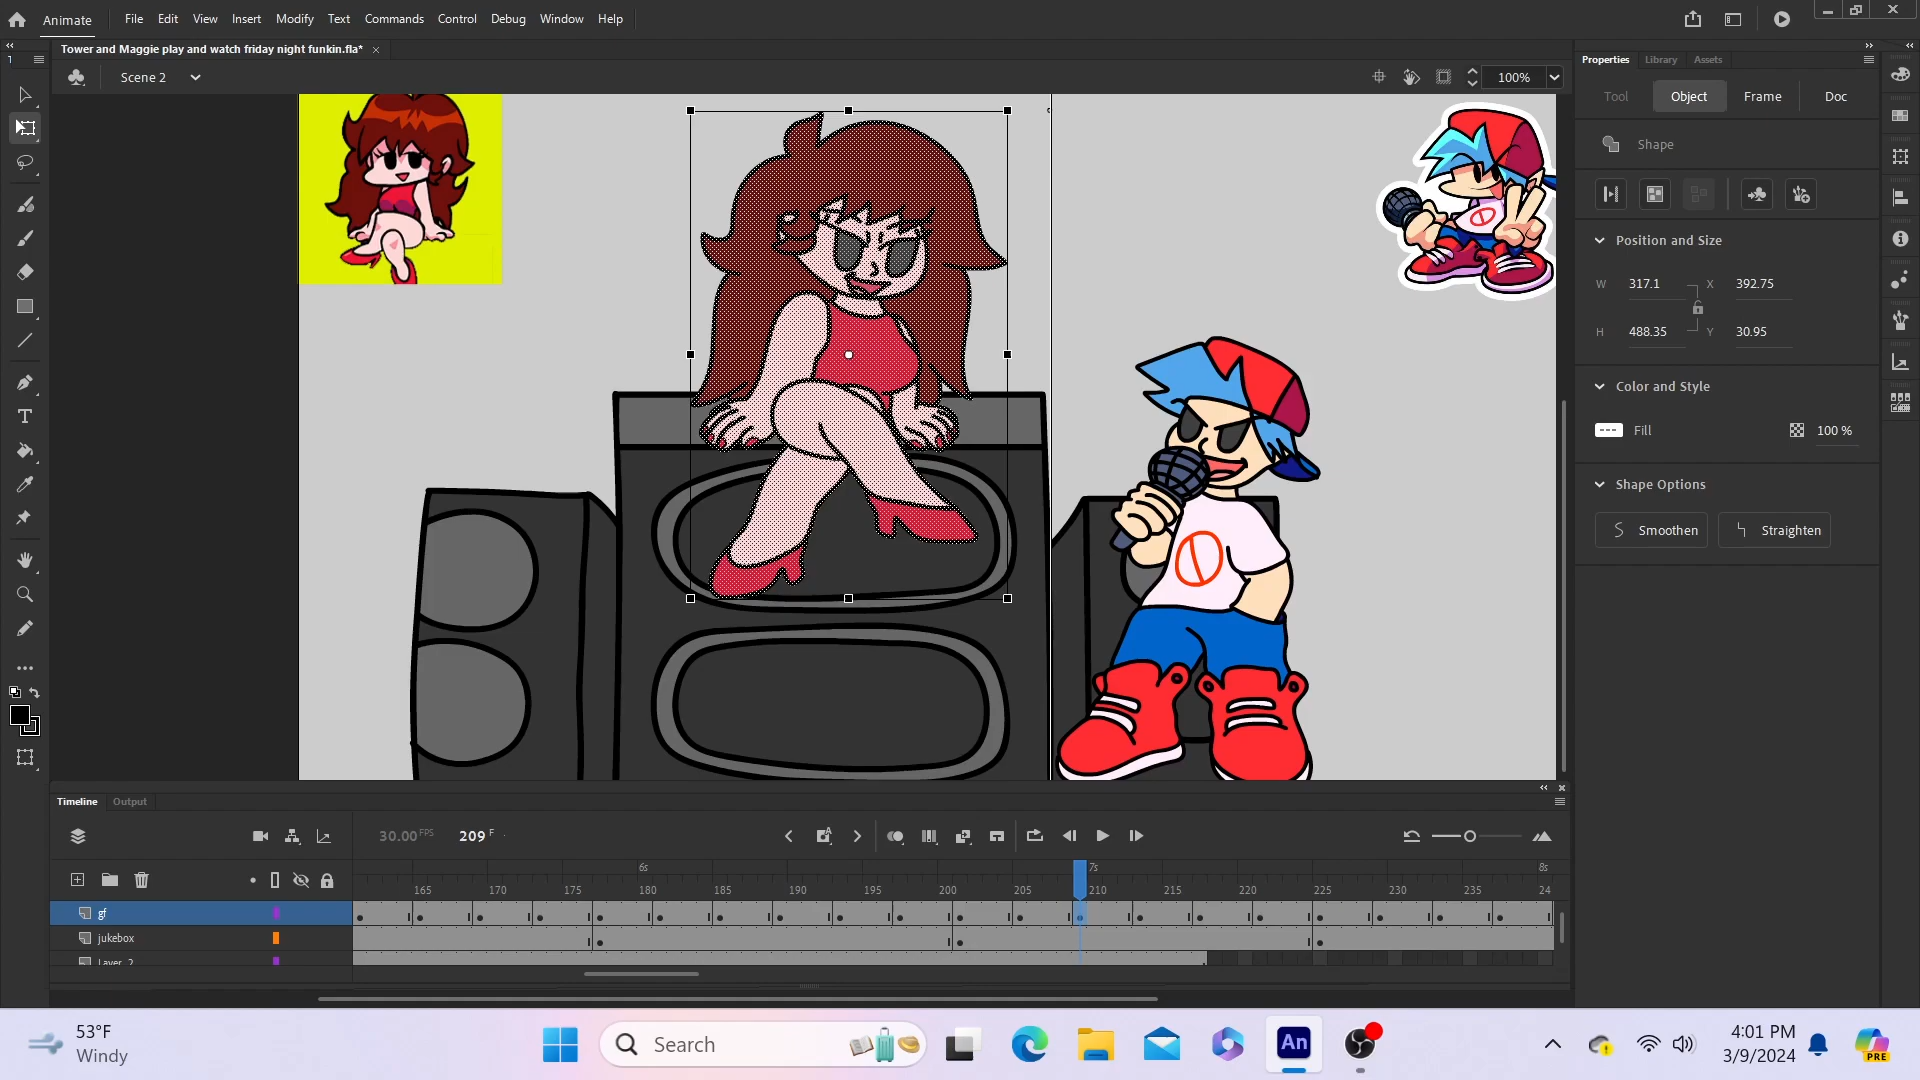 Animate File Edit View Insert Modify Text Commands Control Debug Window Help
Tower and Maggie play and watch friday night funkin.fla*
Scene 2
100%
Properties Library Assets
Tool Object Frame Doc
Shape
Position and Size
W 317.1 X 392.75
H 488.35 Y 30.95
Color and Style
Fill 100 %
Shape Options
Smoothen Straighten
Timeline Output
30.00 FPS 209 F
6s 7s 8s
165 170 175 180 185 190 195 200 205 210 215 220 225 230 235 24
gf
jukebox
Layer_2
53°F
Windy
Search
An
4:01 PM
3/9/2024
PRE